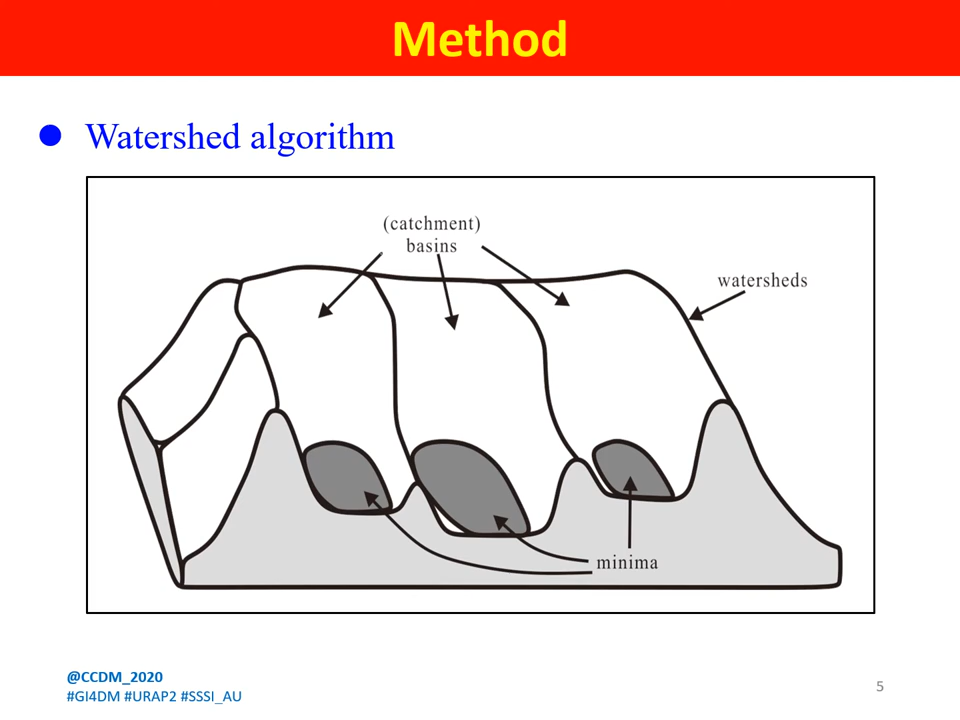 Method
● Watershed algorithm
(catchment)
basins
watersheds
minima
@CCDM_2020
#GI4DM #URAP2 #SSSI_AU
5